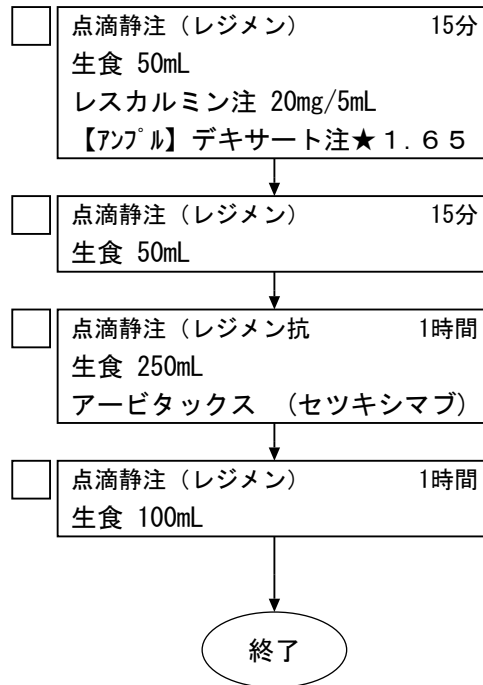 点滴静注（レジメン） 15分
生食 50mL
レスカルミン注 20mg/5mL
【ｱﾝﾌﾟﾙ】デキサート注★１．６５
点滴静注（レジメン） 15分
生食 50mL
点滴静注（レジメン抗 1時間
生食 250mL
アービタックス （セツキシマブ）
点滴静注（レジメン） 1時間
生食 100mL
終了